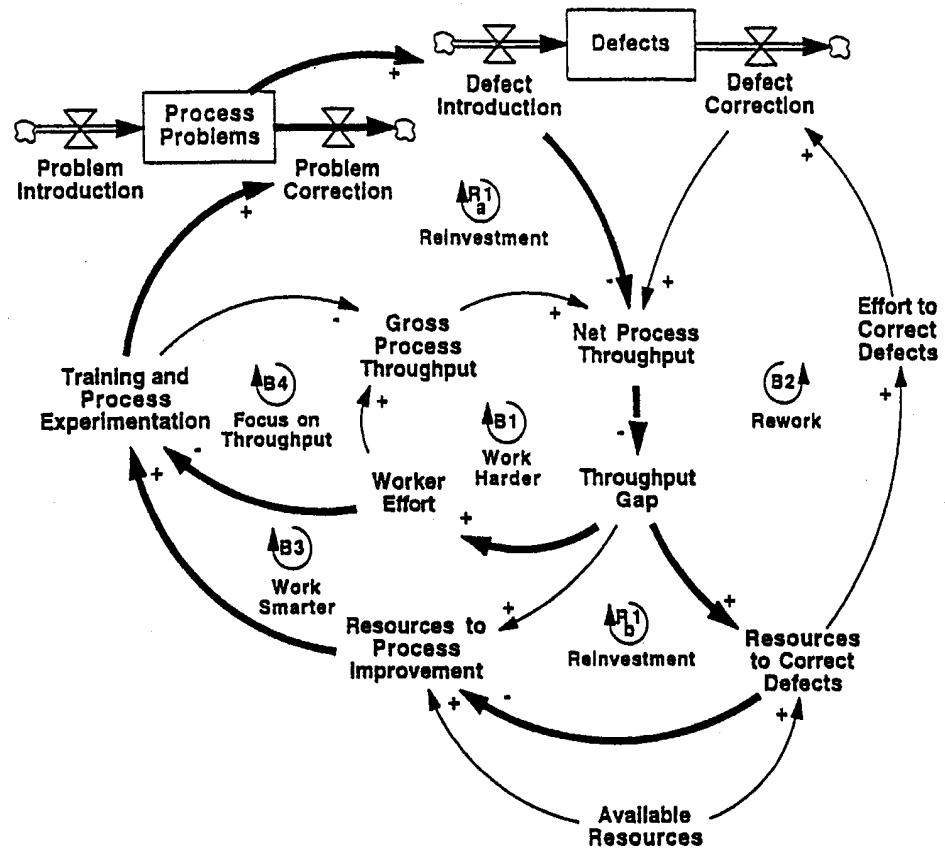 Defects
Defect
Introduction
Defect
Correction
+
Process
Problems
Problem
Introduction
Problem
Correction
+
+
R1
a
Reinvestment
-
+
Effort to
Correct
Defects
+
-
Gross
Process
Throughput
+
Net Process
Throughput
Training and
Process
Experimentation
B4
Focus on
Throughput
+
B1
Work
Harder
-
B2
Rework
+
-
+
Worker
Effort
+
Throughput
Gap
B3
Work
Smarter
+
+
R1
b
Reinvestment
Resources to
Process
Improvement
+
-
Resources
to Correct
Defects
+
Available
Resources